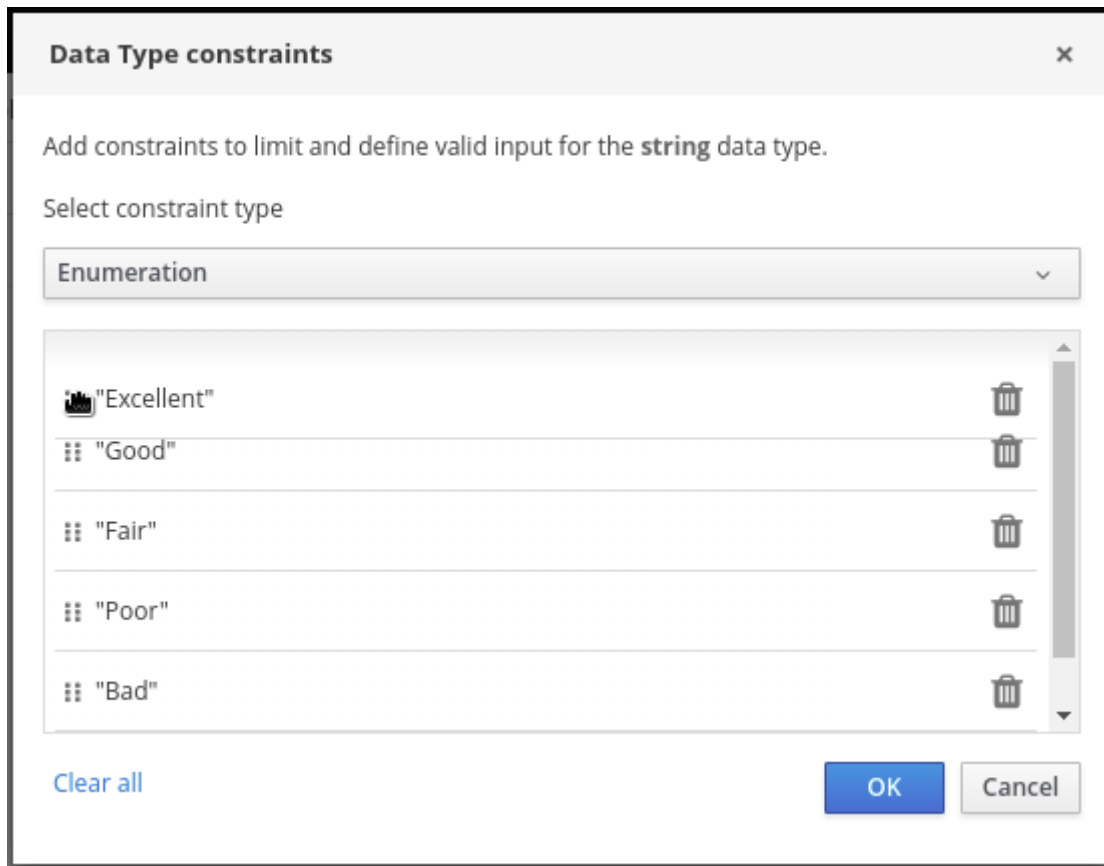 Data Type constraints
Add constraints to limit and define valid input for the string data type.
Select constraint type
Enumeration
"Excellent"
"Good"
"Fair"
"Poor"
"Bad"
Clear all
OK
Cancel